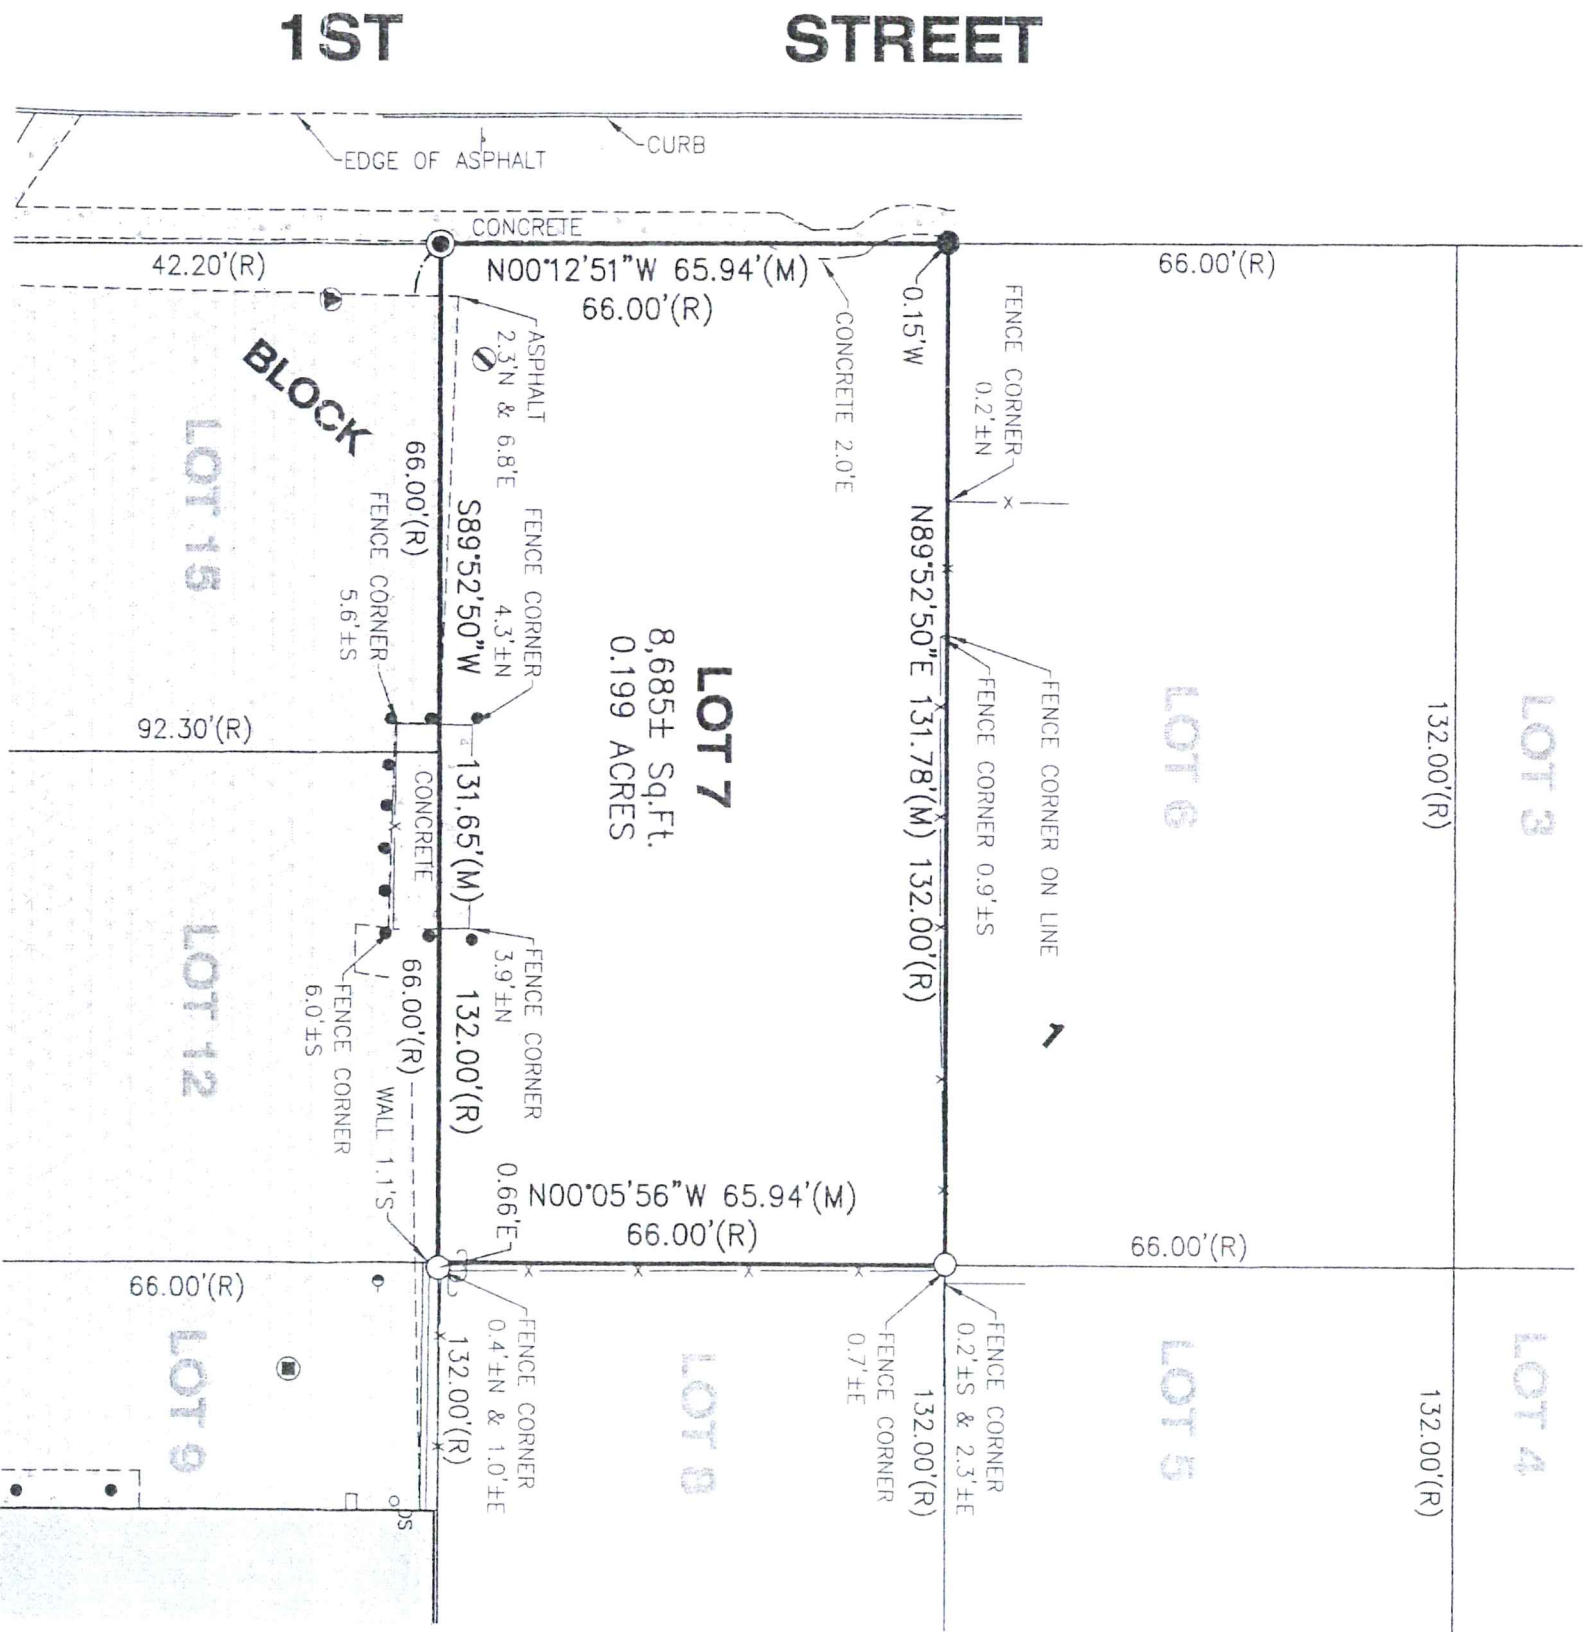 1ST STREET
EDGE OF ASPHALT
CURB
CONCRETE
42.20'(R)
N00°12'51"W 65.94'(M)
66.00'(R)
66.00'(R)
BLOCK
ASPHALT
2.3'N & 6.8'E
CONCRETE 2.0'E
0.15'W
FENCE CORNER
0.2'±N
LOT 15
66.00'(R)
FENCE CORNER
5.6'±S
S89°52'50"W 131.65'(M) 132.00'(R)
FENCE CORNER
4.3'±N
LOT 7
8,685± Sq.Ft.
0.199 ACRES
N89°52'50"E 131.78'(M) 132.00'(R)
FENCE CORNER 0.9'±S
FENCE CORNER ON LINE
LOT 6
132.00'(R)
LOT 3
92.30'(R)
CONCRETE
LOT 12
66.00'(R)
FENCE CORNER
6.0'±S
FENCE CORNER
3.9'±N
1
WALL 1.1'S
0.66'E
N00°05'56"W 65.94'(M)
66.00'(R)
66.00'(R)
66.00'(R)
LOT 9
132.00'(R)
FENCE CORNER
0.4'±N & 1.0'±E
LOT 8
FENCE CORNER
0.7'±E
132.00'(R)
FENCE CORNER
0.2'±S & 2.3'±E
LOT 5
132.00'(R)
LOT 4
DS